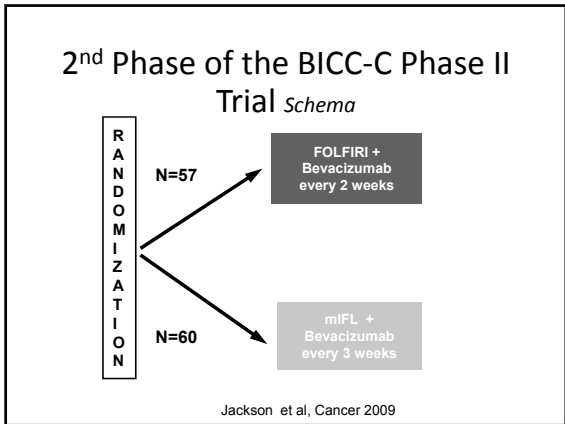 2nd Phase of the BICC-C Phase II
Trial Schema
RANDOMIZATION
N=57
FOLFIRI +
Bevacizumab
every 2 weeks
N=60
mIFL +
Bevacizumab
every 3 weeks
Jackson et al, Cancer 2009